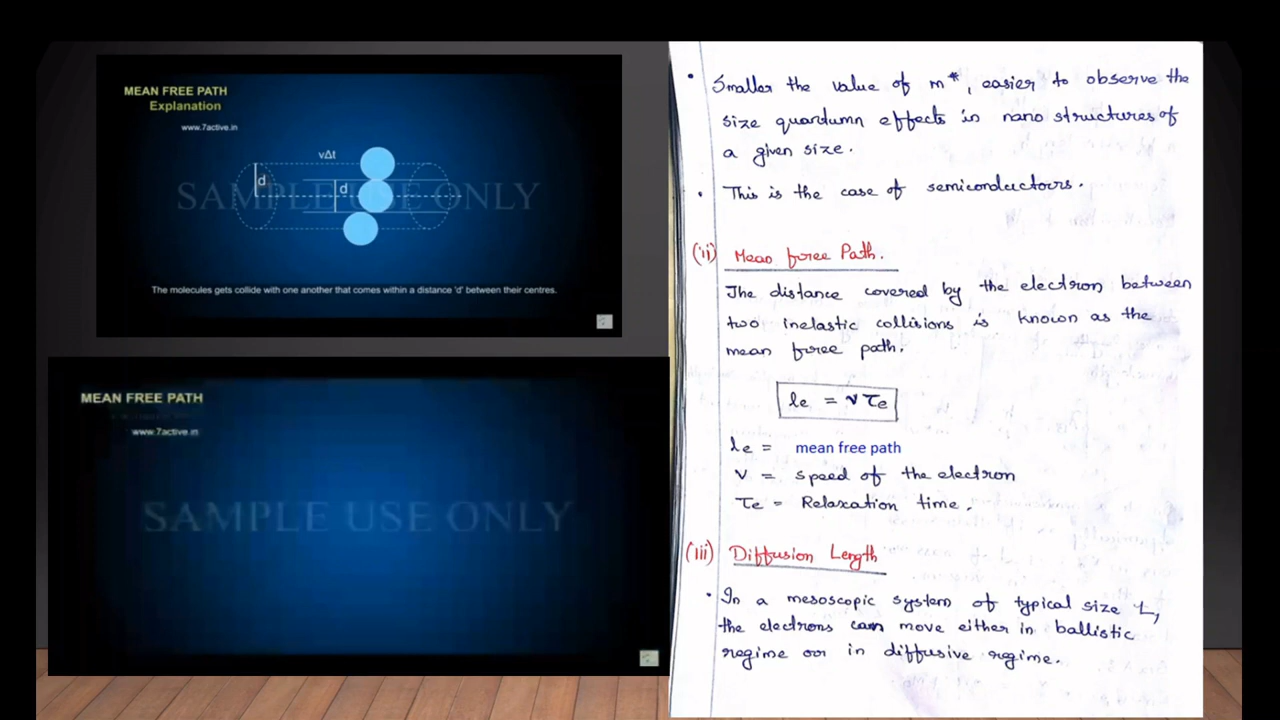 MEAN FREE PATH
Explanation
www.7active.in
vΔt
d
d
SAMPLE USE ONLY
The molecules gets collide with one another that comes within a distance 'd' between their centres.
MEAN FREE PATH
www.7active.in
SAMPLE USE ONLY
• Smaller the value of m*, easier to observe the
size quantumn effects in nano structures of
a given size.
• This is the case of semiconductors.
(ii) Mean free Path.
The distance covered by the electron between
two inelastic collisions is known as the
mean free path.
le = v τe
le = mean free path
v = speed of the electron
τe = Relaxation time.
(iii) Diffusion Length
• In a mesoscopic system of typical size L,
the electrons can move either in ballistic
regime or in diffusive regime.